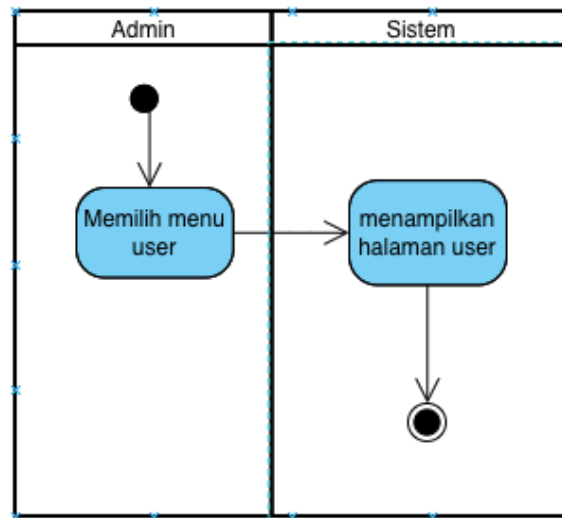 Admin
Sistem
Memilih menu
user
menampilkan
halaman user